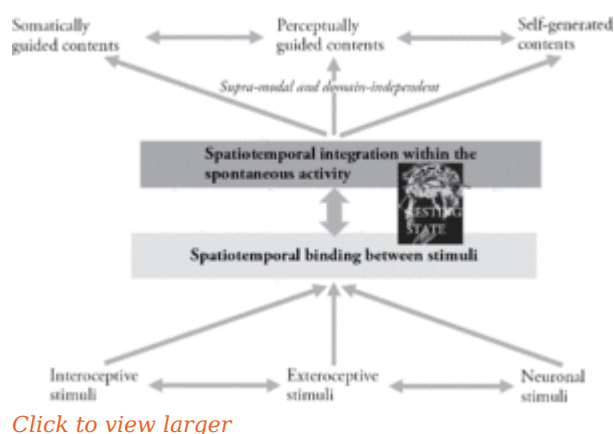 Somatically
guided contents
Perceptually
guided contents
Self-generated
contents
Supra-modal and domain-independent
Spatiotemporal integration within the
spontaneous activity
RESTING
STATE
Spatiotemporal binding between stimuli
Interoceptive
stimuli
Exteroceptive
stimuli
Neuronal
stimuli
Click to view larger